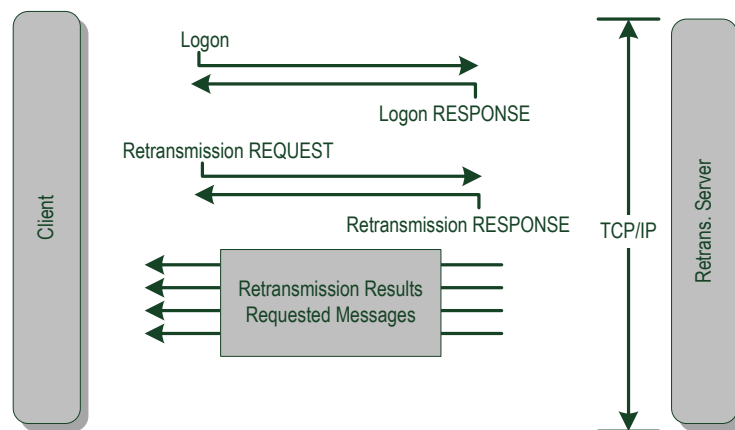 Logon
Logon RESPONSE
Retransmission REQUEST
Retransmission RESPONSE
Retransmission Results
Requested Messages
Client
TCP/IP
Retrans. Server